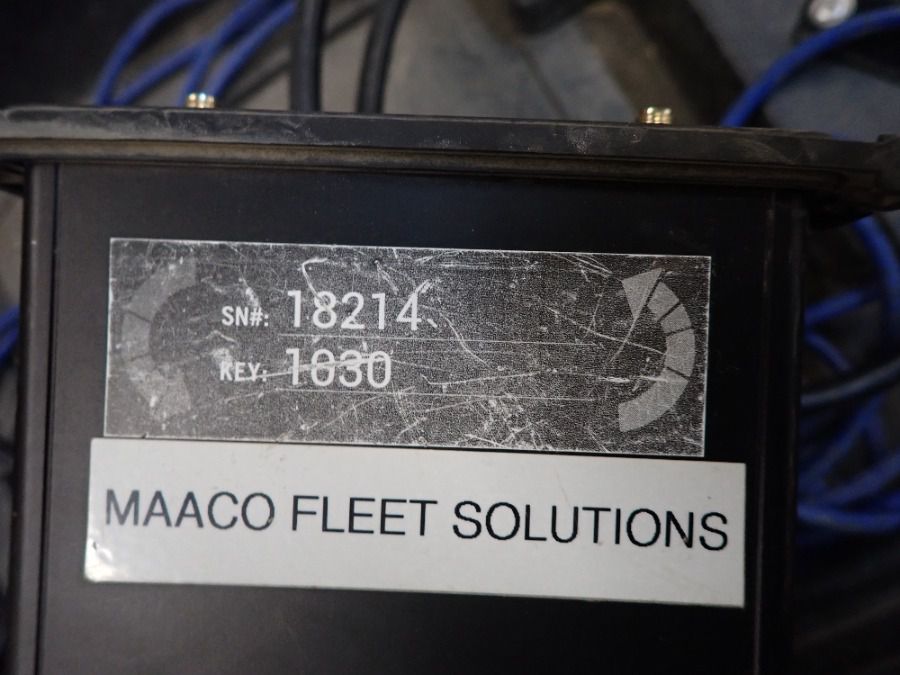 SN#: 18214
KEY: 1030
MAACO FLEET SOLUTIONS